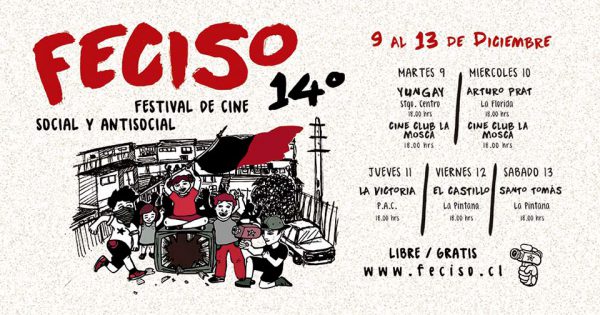 FECISO
14°
FESTIVAL DE CINE
SOCIAL Y ANTISOCIAL
9 AL 13 DE DICIEMBRE
MARTES 9
YUNGAY
Stgo. Centro
18.00 hrs
CINE CLUB LA
MOSCA
18.00 hrs
MIERCOLES 10
ARTURO PRAT
La Florida
18.00 hrs
CINE CLUB LA
MOSCA
18.00 hrs
JUEVES 11
LA VICTORIA
P.A.C.
18.00 hrs
VIERNES 12
EL CASTILLO
La Pintana
18.00 hrs
SABADO 13
SANTO TOMÁS
La Pintana
18.00 hrs
LIBRE / GRATIS
www.feciso.cl